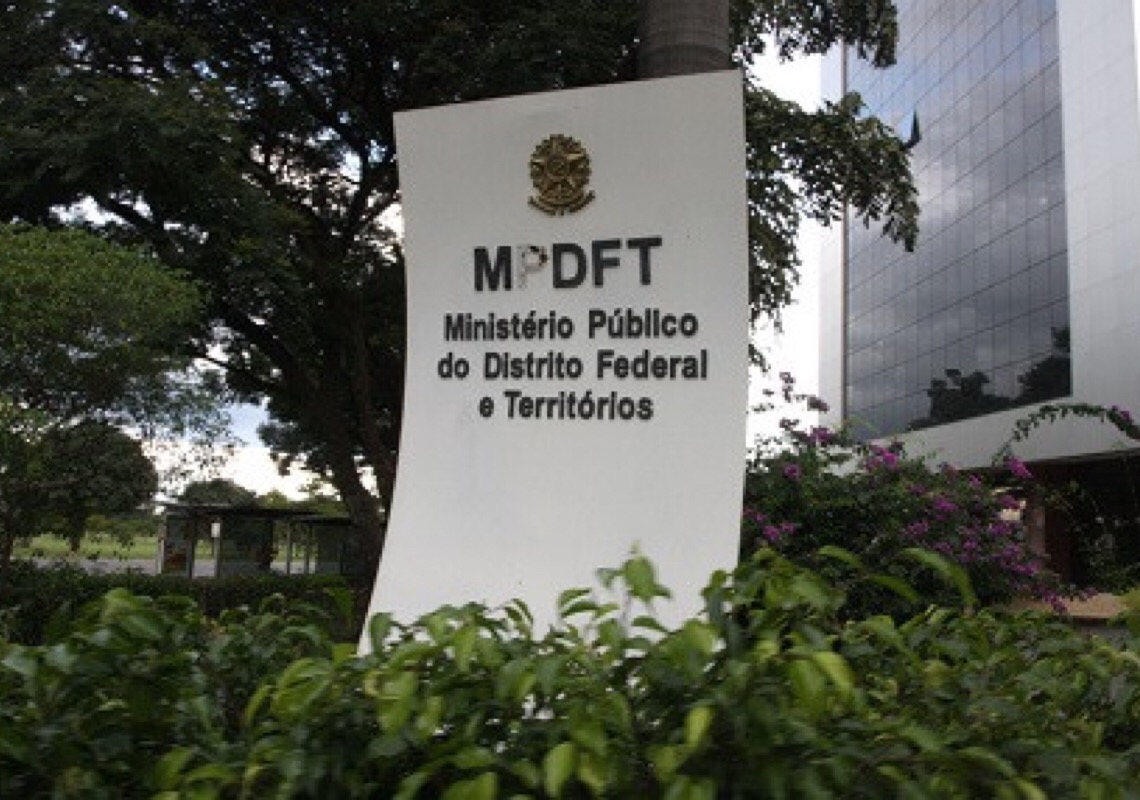 MPDFT
Ministério Público
do Distrito Federal
e Territórios